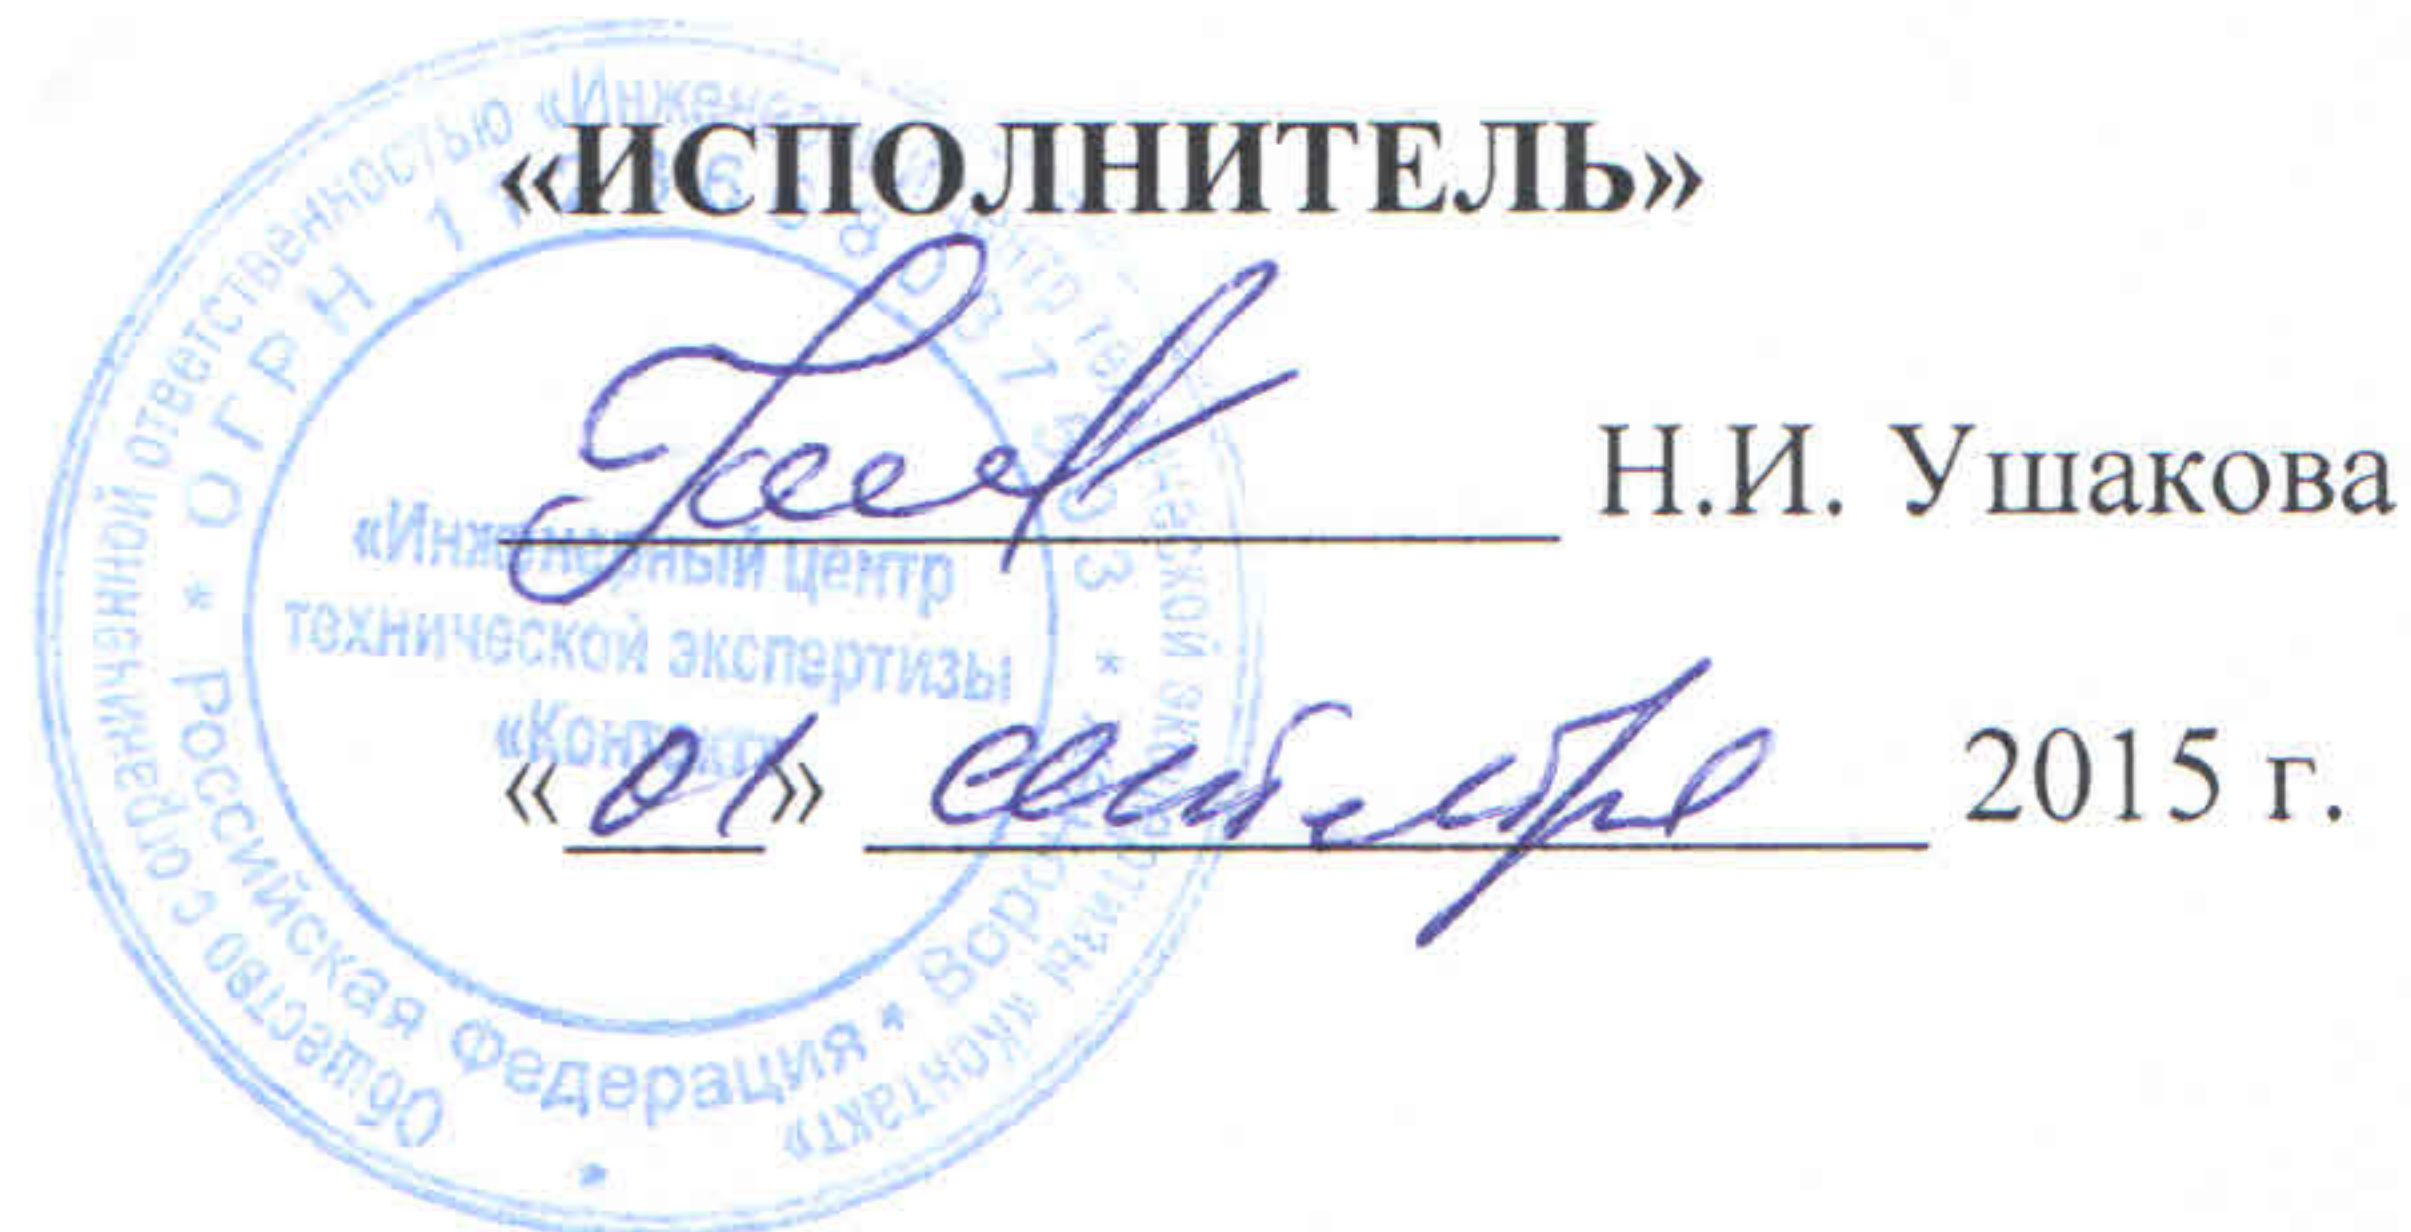 «ИСПОЛНИТЕЛЬ»
Н.И. Ушакова
«01» сентября 2015 г.
Общество с ограниченной ответственностью «Инженерный центр технической экспертизы «Контакт»
* ОГРН
* Российская Федерация *
«Инженерный центр
технической экспертизы
«Контакт»